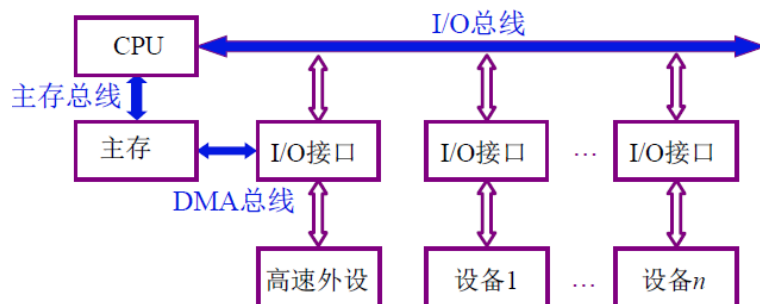 I/O总线
CPU
主存总线
主存
I/O接口
I/O接口
…
I/O接口
DMA总线
高速外设
设备1
…
设备n